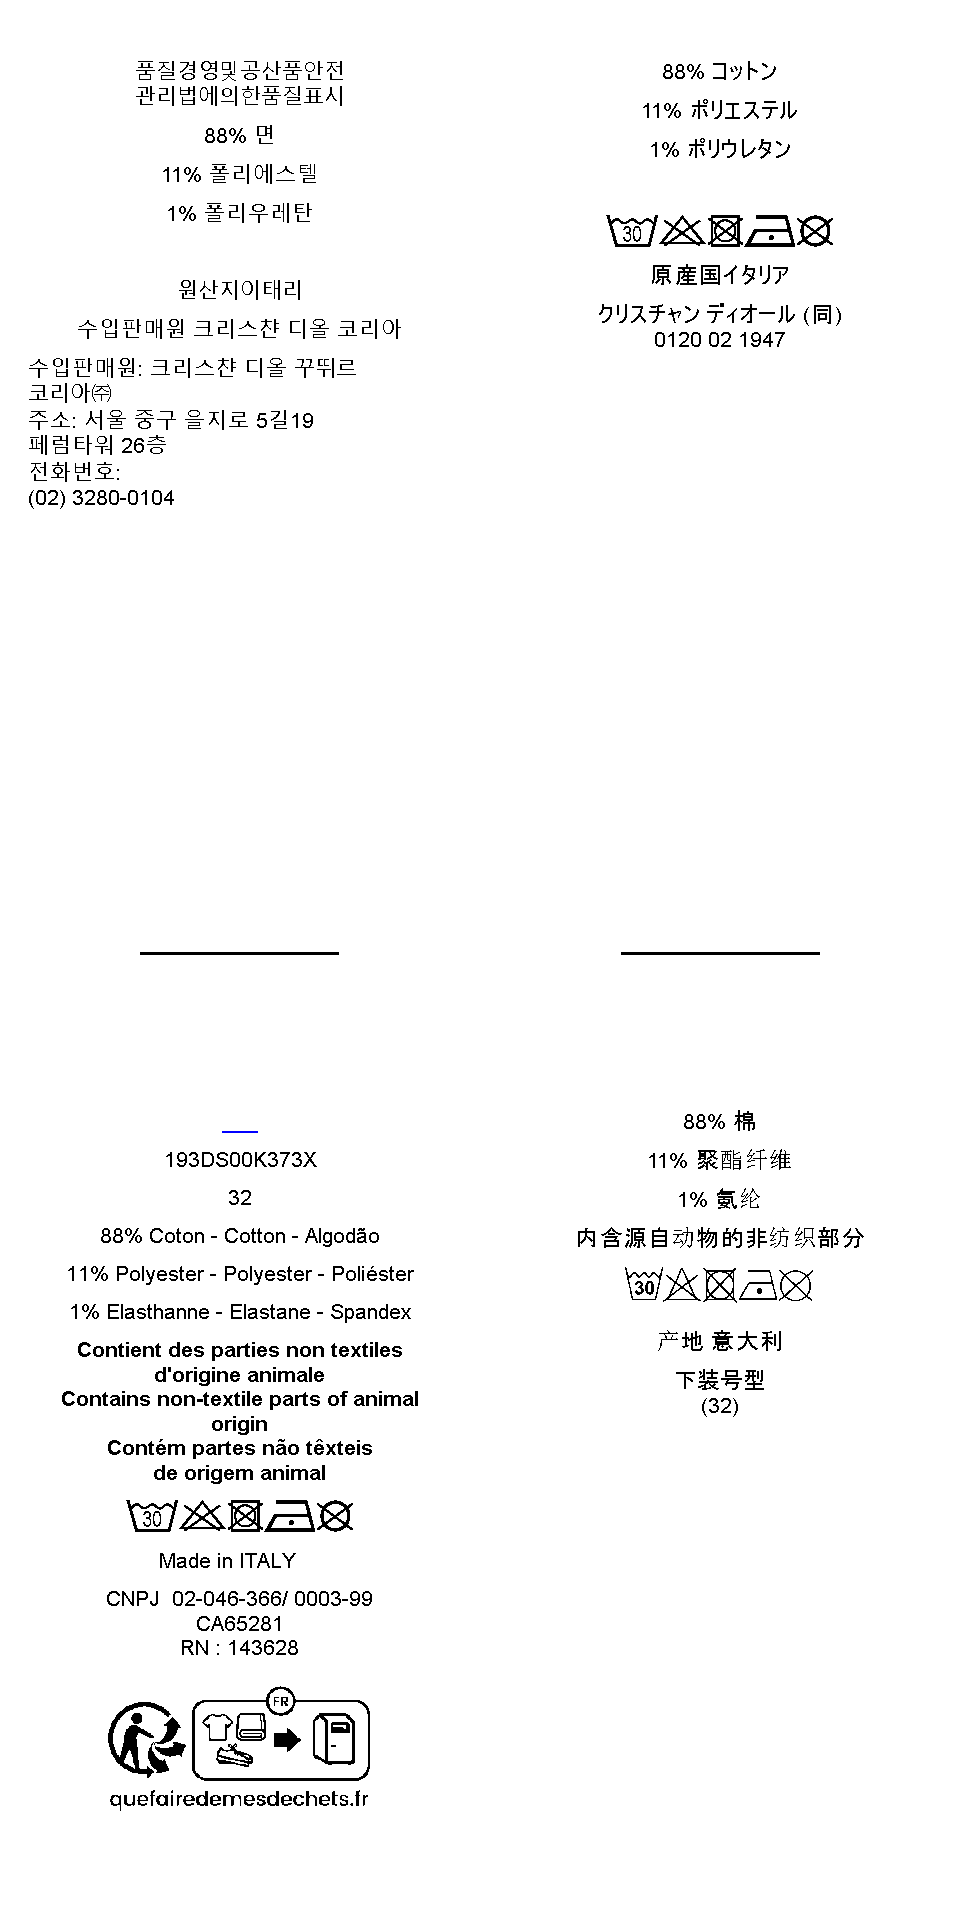 품질경영및공산품안전
관리법에의한품질표시
88% 면
11% 폴리에스텔
1% 폴리우레탄
원산지이태리
수입판매원 크리스챤 디올 코리아
수입판매원: 크리스챤 디올 꾸뛰르
코리아㈜
주소: 서울 중구 을지로 5길19
페럼타워 26층
전화번호:
(02) 3280-0104
88% コットン
11% ポリエステル
1% ポリウレタン
30
原産国イタリア
クリスチャン ディオール (同)
0120 02 1947
193DS00K373X
32
88% Coton - Cotton - Algodão
11% Polyester - Polyester - Poliéster
1% Elasthanne - Elastane - Spandex
Contient des parties non textiles
d'origine animale
Contains non-textile parts of animal
origin
Contém partes não têxteis
de origem animal
30
Made in ITALY
CNPJ 02-046-366/ 0003-99
CA65281
RN : 143628
FR
quefairedemesdechets.fr
88% 棉
11% 聚酯纤维
1% 氨纶
内含源自动物的非纺织部分
30
产地 意大利
下装号型
(32)